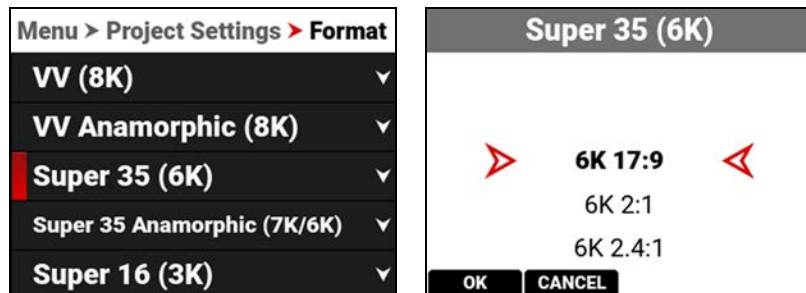 Menu > Project Settings > Format
VV (8K)
VV Anamorphic (8K)
Super 35 (6K)
Super 35 Anamorphic (7K/6K)
Super 16 (3K)
Super 35 (6K)
6K 17:9
6K 2:1
6K 2.4:1
OK CANCEL